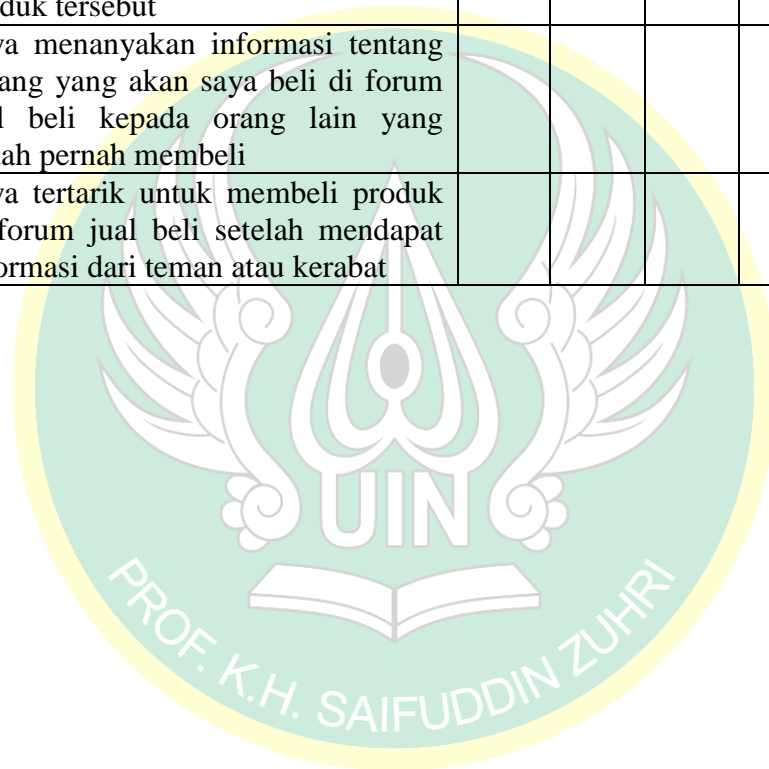 duk tersebut
ya menanyakan informasi tentang
ang yang akan saya beli di forum
l beli kepada orang lain yang
dah pernah membeli
ya tertarik untuk membeli produk
forum jual beli setelah mendapat
ormasi dari teman atau kerabat
UIN
PROF. K.H. SAIFUDDIN ZUHRI